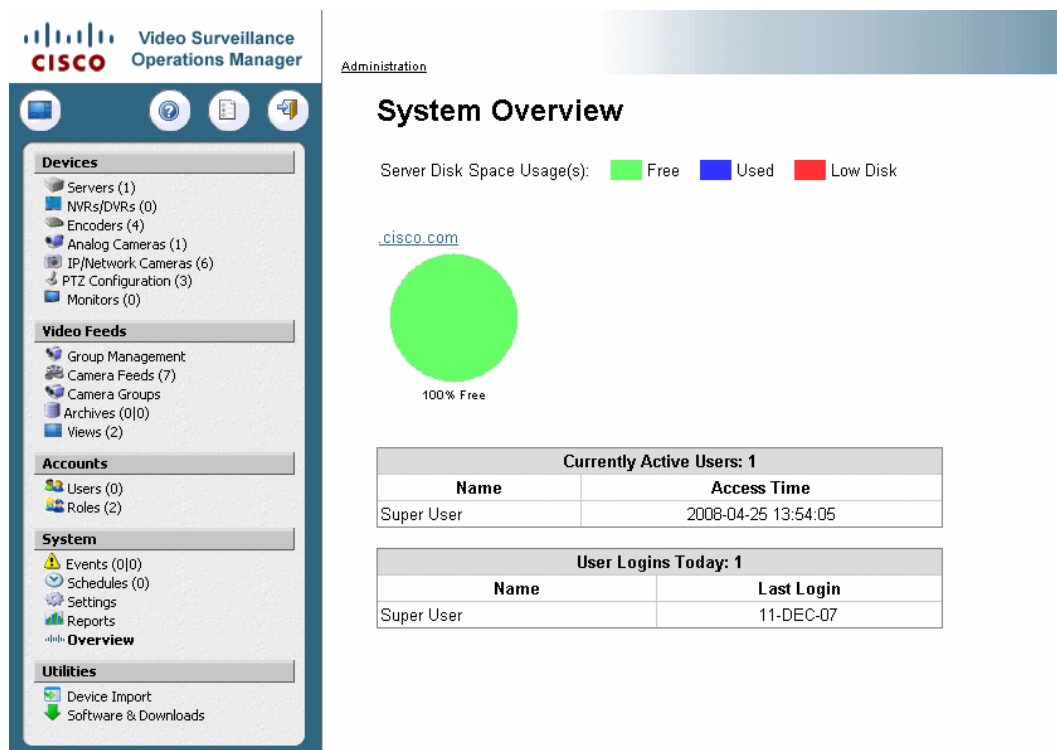 CISCO
Video Surveillance
Operations Manager
Devices
Servers (1)
NVRs/DVRs (0)
Encoders (4)
Analog Cameras (1)
IP/Network Cameras (6)
PTZ Configuration (3)
Monitors (0)
Video Feeds
Group Management
Camera Feeds (7)
Camera Groups
Archives (0|0)
Views (2)
Accounts
Users (0)
Roles (2)
System
Events (0|0)
Schedules (0)
Settings
Reports
Overview
Utilities
Device Import
Software & Downloads
Administration
System Overview
Server Disk Space Usage(s): Free Used Low Disk
.cisco.com
100% Free
Currently Active Users: 1
Name Access Time
Super User 2008-04-25 13:54:05
User Logins Today: 1
Name Last Login
Super User 11-DEC-07